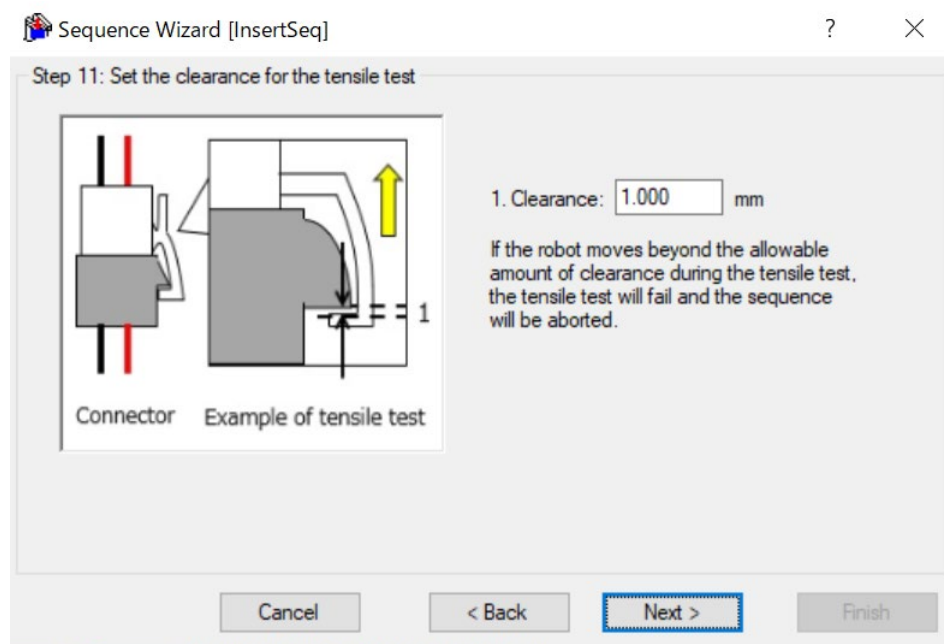 Sequence Wizard [InsertSeq]
?
Step 11: Set the clearance for the tensile test
1
Connector
Example of tensile test
1. Clearance: 1.000 mm
If the robot moves beyond the allowable
amount of clearance during the tensile test,
the tensile test will fail and the sequence
will be aborted.
Cancel
< Back
Next >
Finish